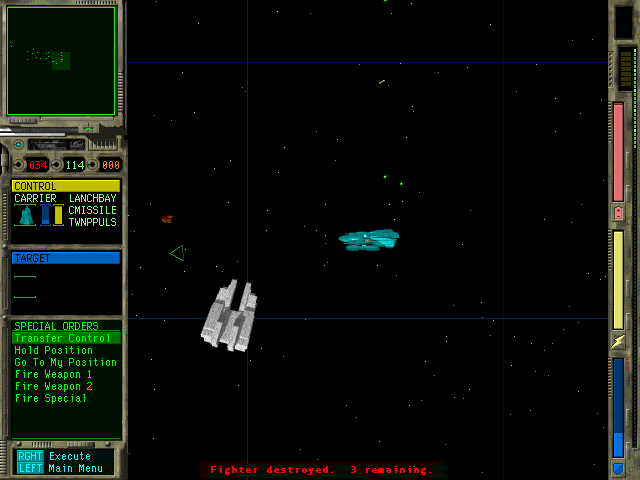 034 114 000
CONTROL
CARRIER LANCHBAY
CMISSILE
TWNPPULS
TARGET
SPECIAL ORDERS
Transfer Control
Hold Position
Go To My Position
Fire Weapon 1
Fire Weapon 2
Fire Special
RGHT Execute
LEFT Main Menu
Fighter destroyed. 3 remaining.